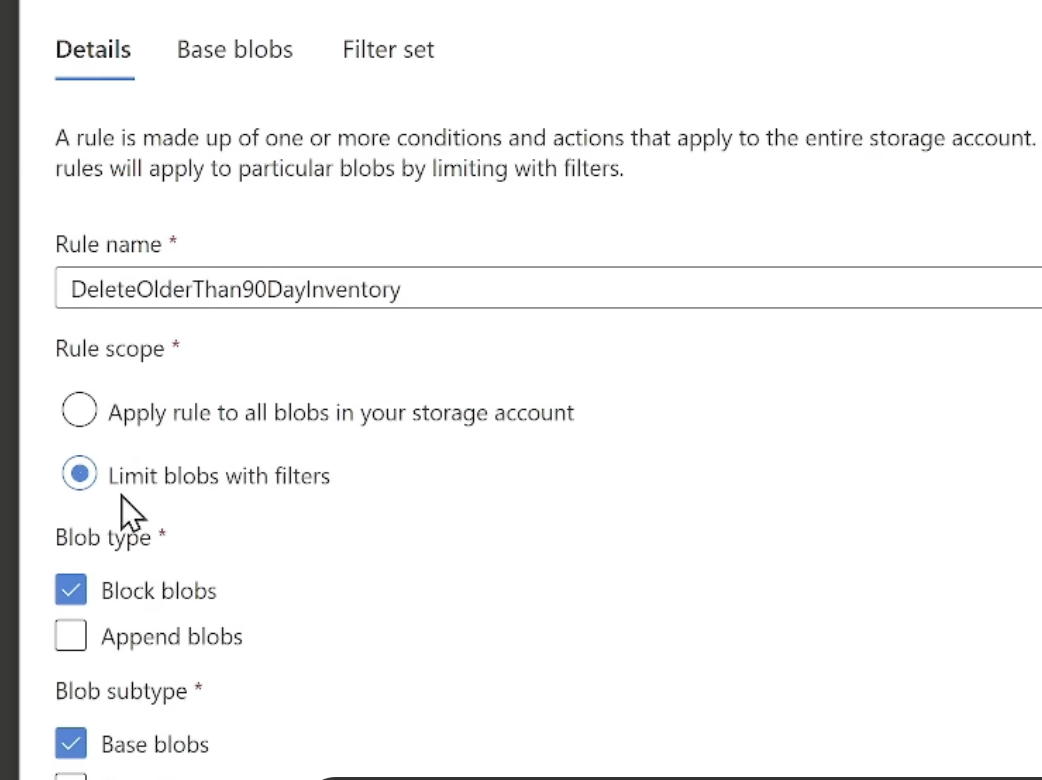 Details Base blobs Filter set
A rule is made up of one or more conditions and actions that apply to the entire storage account.
rules will apply to particular blobs by limiting with filters.
Rule name *
DeleteOlderThan90DayInventory
Rule scope *
Apply rule to all blobs in your storage account
Limit blobs with filters
Blob type *
Block blobs
Append blobs
Blob subtype *
Base blobs